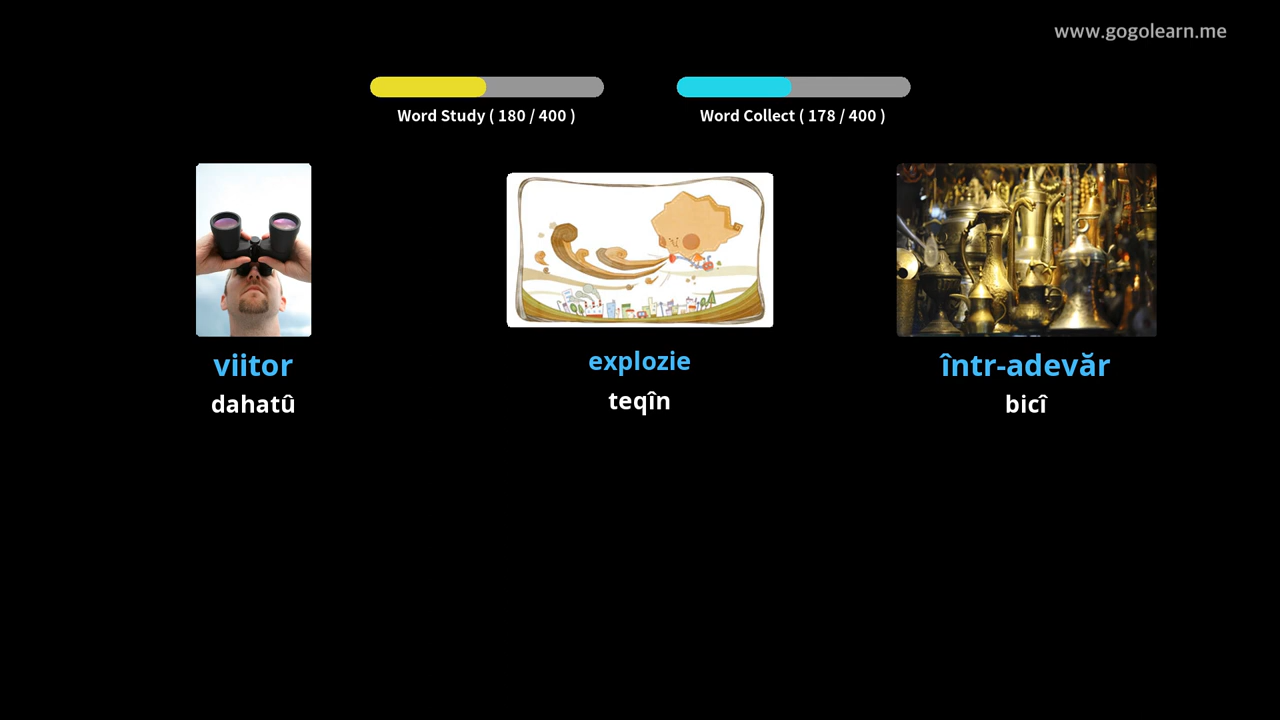 www.gogolearn.me
Word Study ( 180 / 400 )
Word Collect ( 178 / 400 )
viitor
dahatû
explozie
teqîn
într-adevăr
bicî